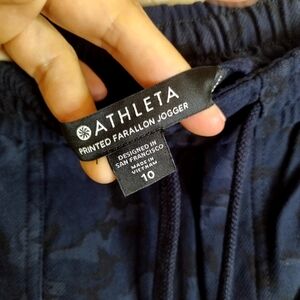 ATHLETA
PRINTED FARALLON JOGGER
DESIGNED IN
SAN FRANCISCO
MADE IN
VIETNAM
10